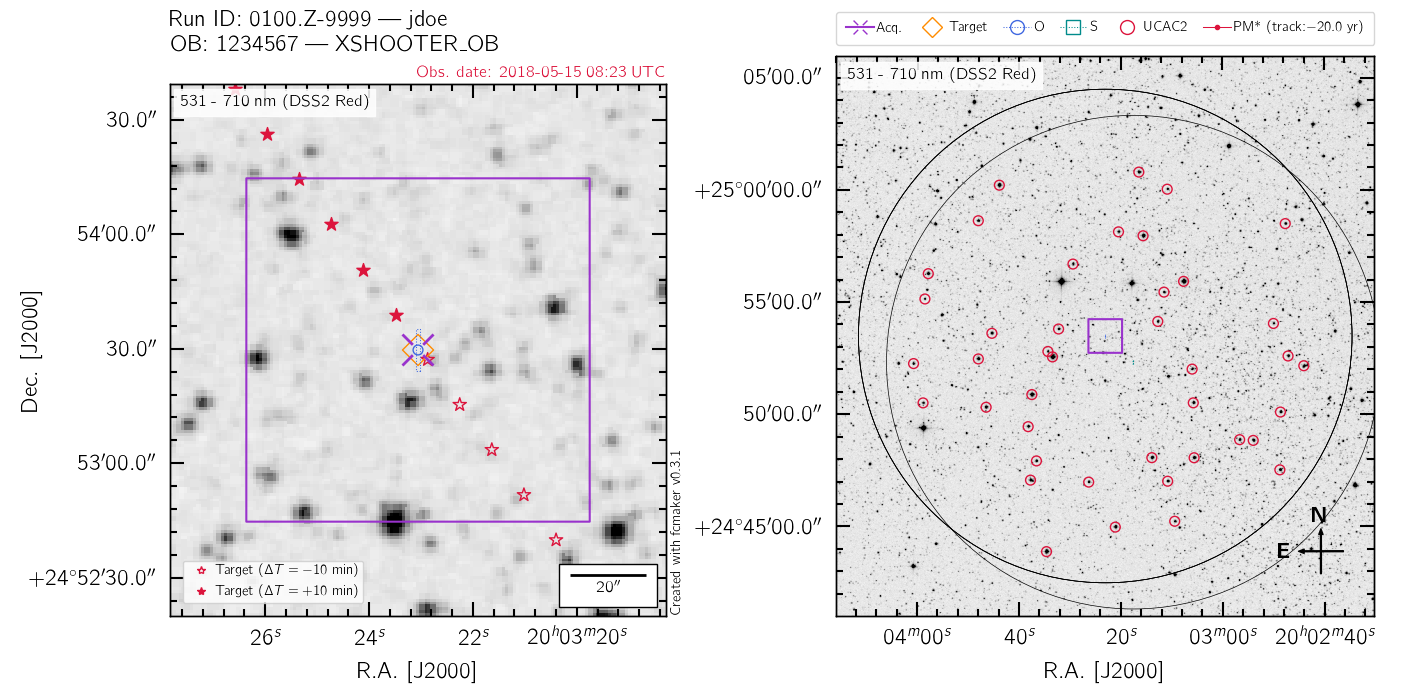 Run ID: 0100.Z-9999 — jdoe
OB: 1234567 — XSHOOTER_OB
Obs. date: 2018-05-15 08:23 UTC
531 - 710 nm (DSS2 Red)
30.0″
54′00.0″
30.0″
53′00.0″
+24°52′30.0″
Dec. [J2000]
Target (ΔT = −10 min)
Target (ΔT = +10 min)
20″
Created with fcmaker v0.3.1
26ˢ 24ˢ 22ˢ 20ʰ03ᵐ20ˢ
R.A. [J2000]
Acq. Target O S UCAC2 PM* (track:−20.0 yr)
531 - 710 nm (DSS2 Red)
05′00.0″
+25°00′00.0″
55′00.0″
50′00.0″
+24°45′00.0″
N
E
04ᵐ00ˢ 40ˢ 20ˢ 03ᵐ00ˢ 20ʰ02ᵐ40ˢ
R.A. [J2000]